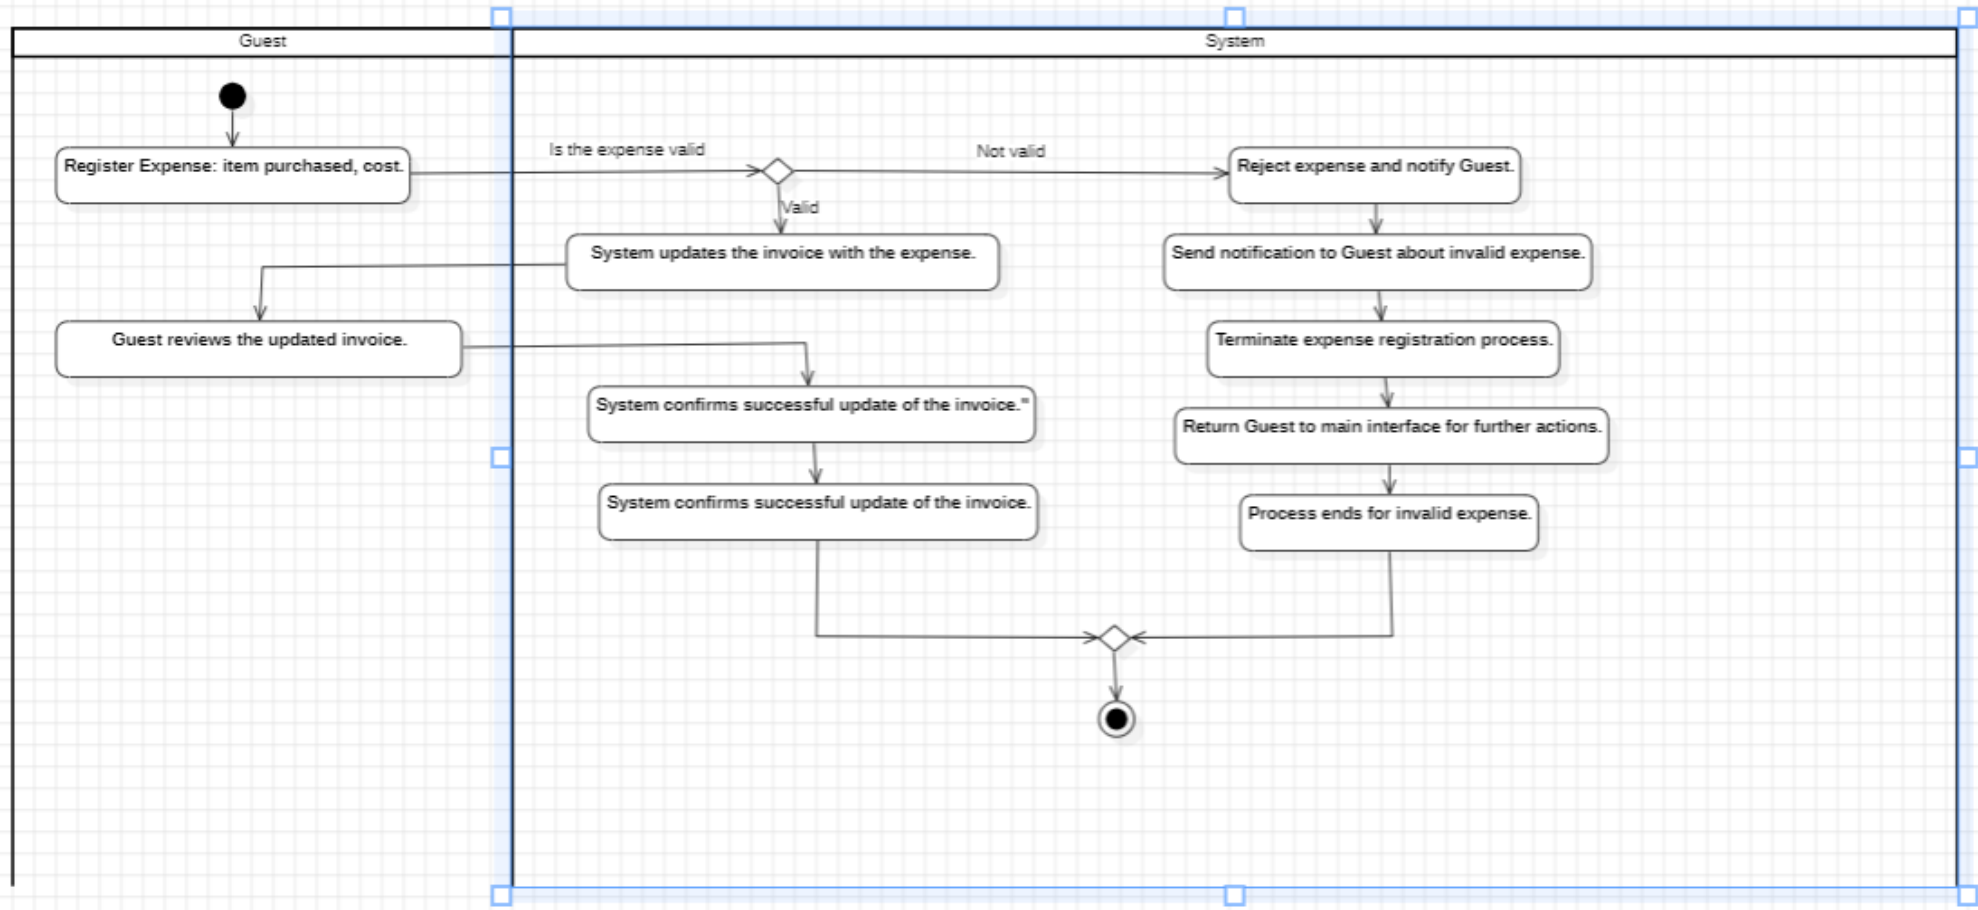 Guest
System
Register Expense: item purchased, cost.
Is the expense valid
Not valid
Reject expense and notify Guest.
Valid
System updates the invoice with the expense.
Send notification to Guest about invalid expense.
Guest reviews the updated invoice.
Terminate expense registration process.
System confirms successful update of the invoice."
Return Guest to main interface for further actions.
System confirms successful update of the invoice.
Process ends for invalid expense.